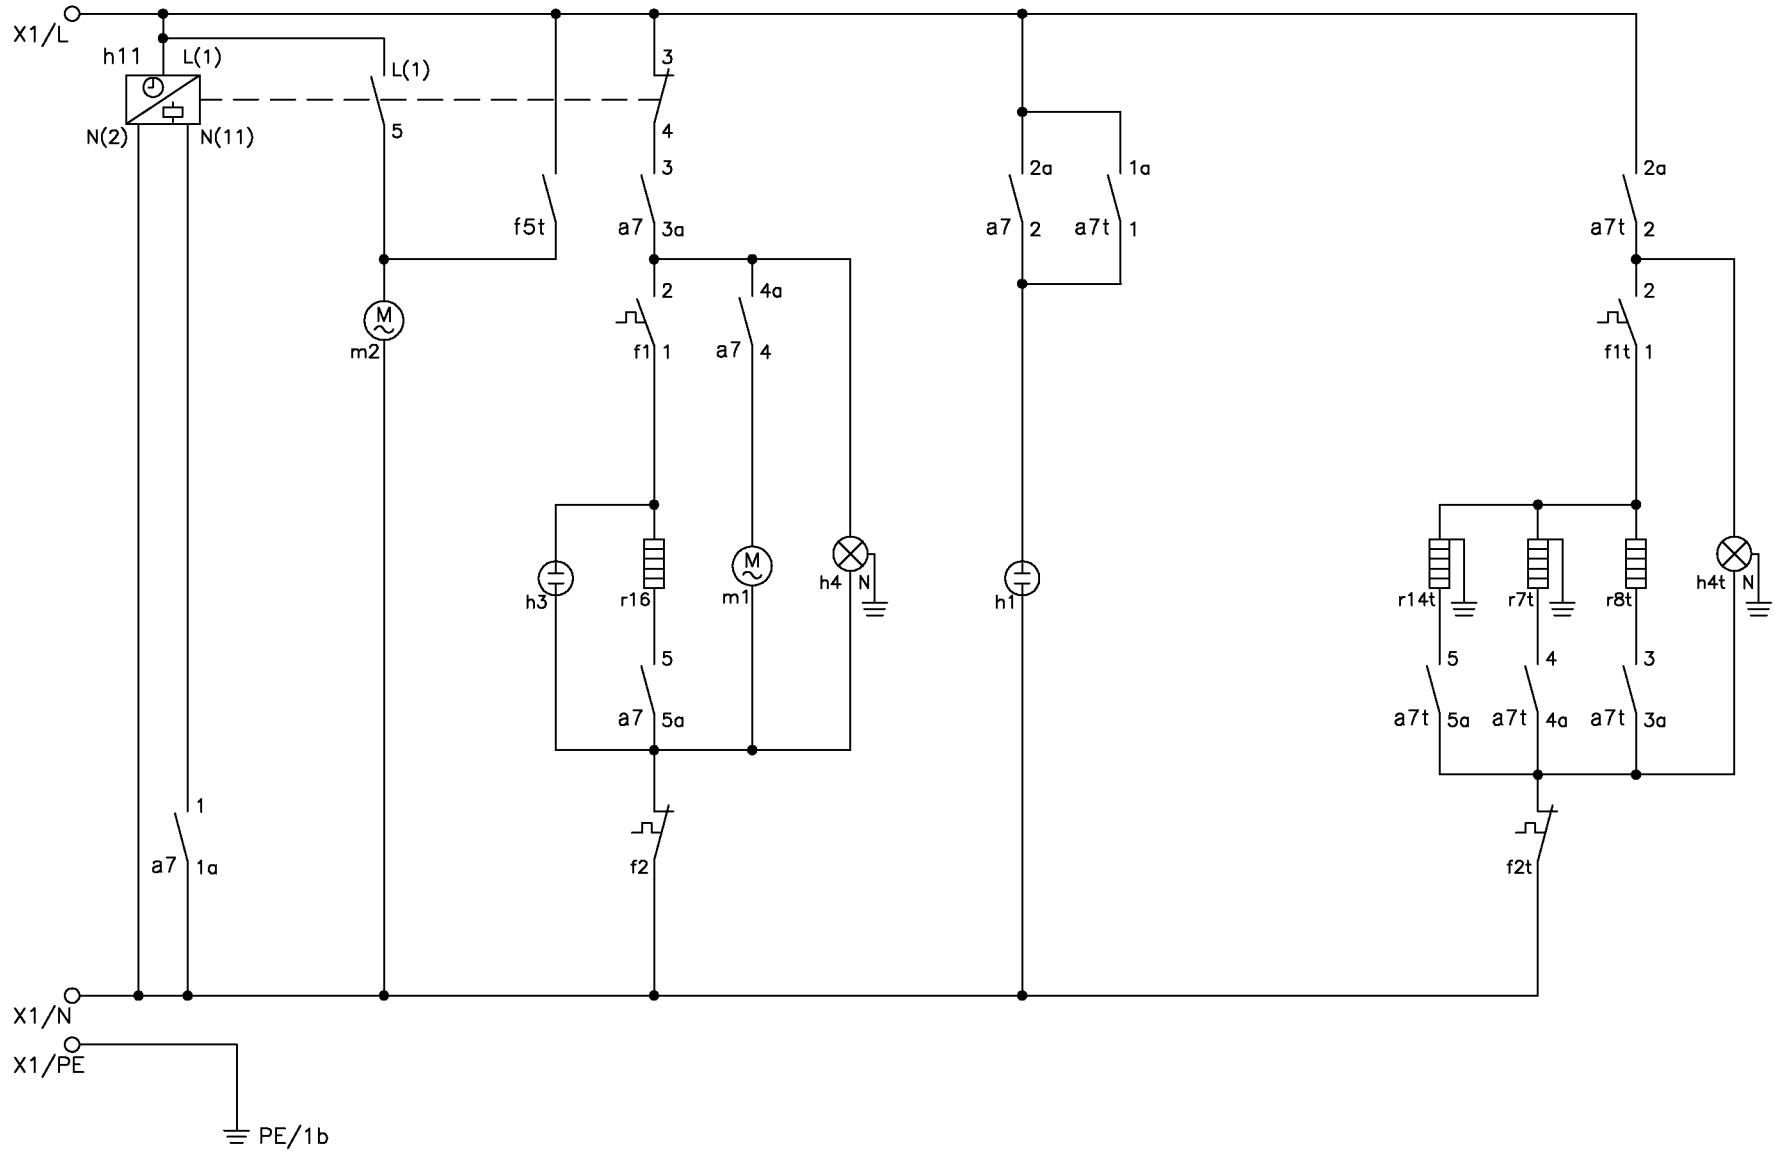 X1/L
h11 L(1)
N(2) N(11)
L(1)
5
3
4
f5t
3
a7 3a
2a
a7 2
1a
a7t 1
2a
a7t 2
M
m2
2
f1 1
4a
a7 4
2
f1t 1
h3
r16
M
m1
h4 N
h1
r14t
r7t
r8t
h4t N
5
a7 5a
5
a7t 5a
4
a7t 4a
3
a7t 3a
1
a7 1a
f2
f2t
X1/N
X1/PE
PE/1b